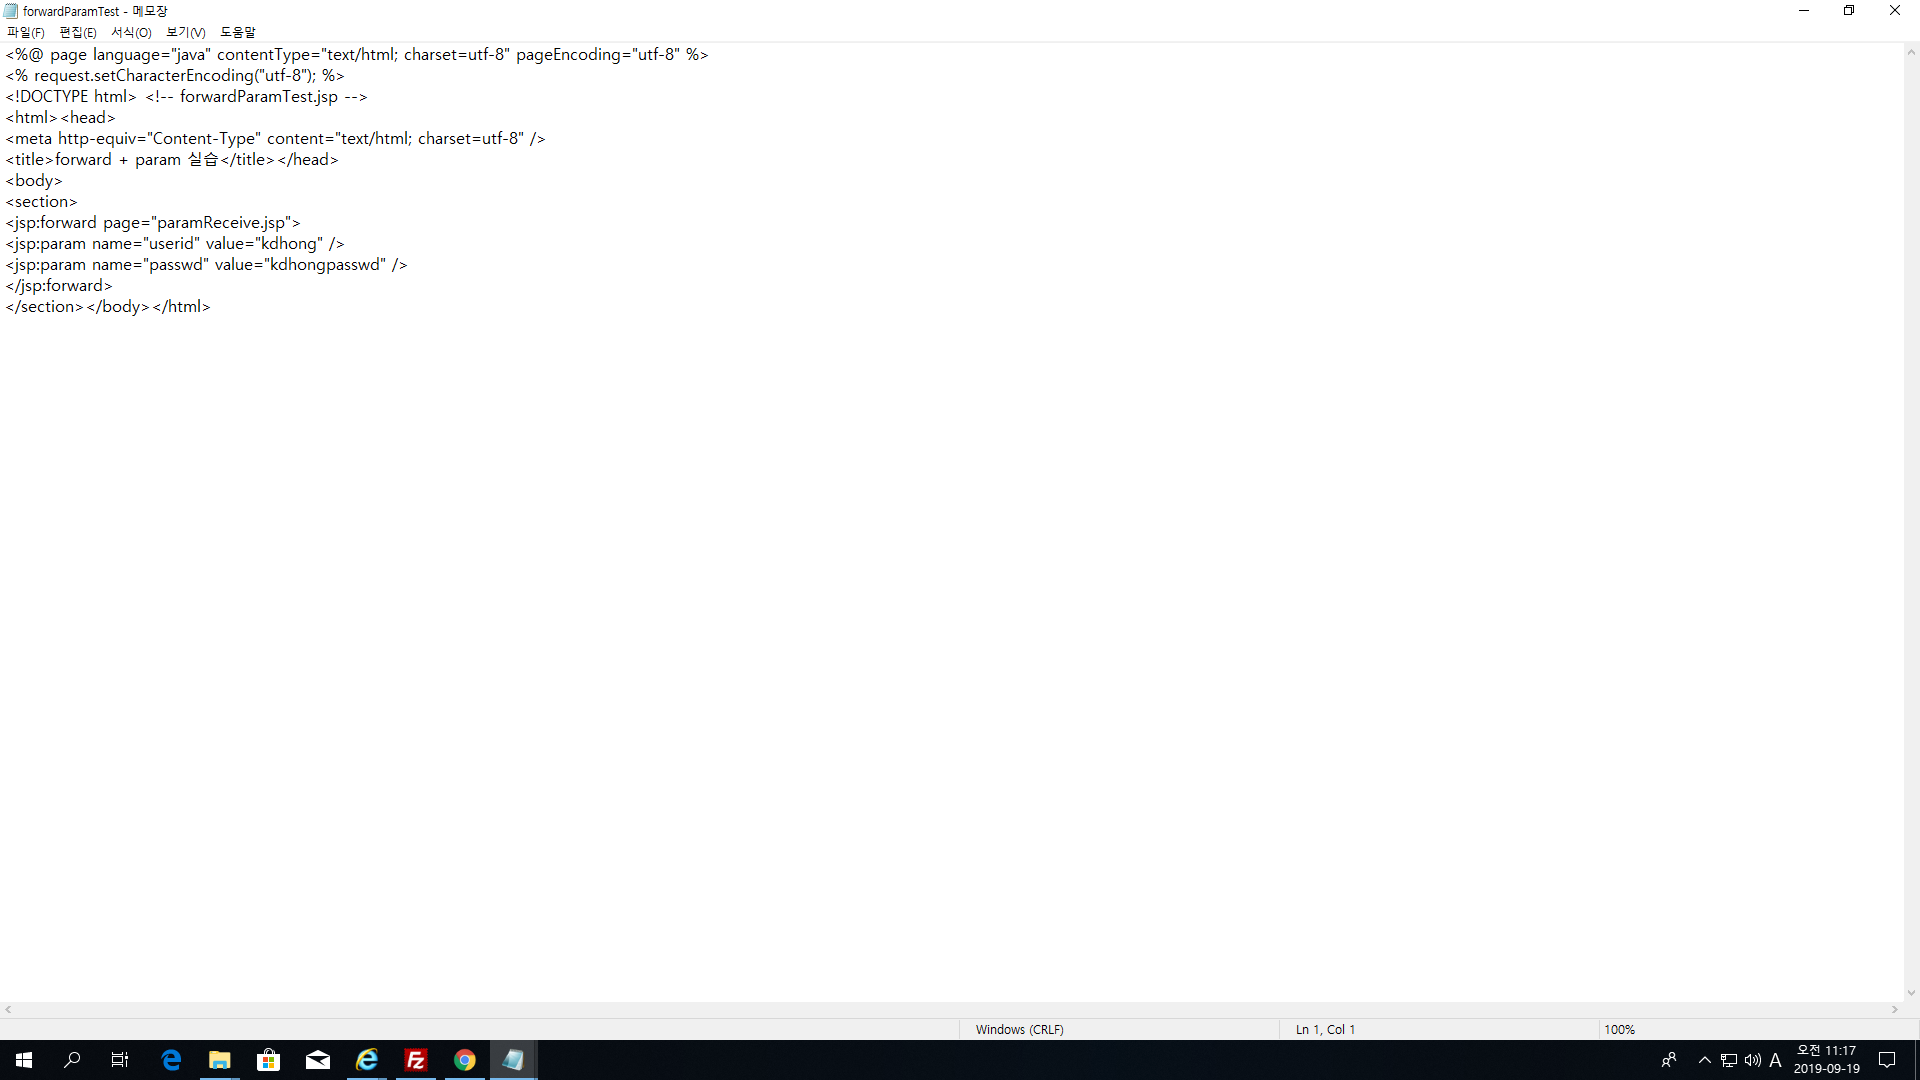 forwardParamTest - 메모장
파일(F) 편집(E) 서식(O) 보기(V) 도움말
<%@ page language="java" contentType="text/html; charset=utf-8" pageEncoding="utf-8" %>
<% request.setCharacterEncoding("utf-8"); %>
<!DOCTYPE html> <!-- forwardParamTest.jsp -->
<html><head>
<meta http-equiv="Content-Type" content="text/html; charset=utf-8" />
<title>forward + param 실습</title></head>
<body>
<section>
<jsp:forward page="paramReceive.jsp">
<jsp:param name="userid" value="kdhong" />
<jsp:param name="passwd" value="kdhongpasswd" />
</jsp:forward>
</section></body></html>
Windows (CRLF) Ln 1, Col 1 100%
A 오전 11:17
2019-09-19